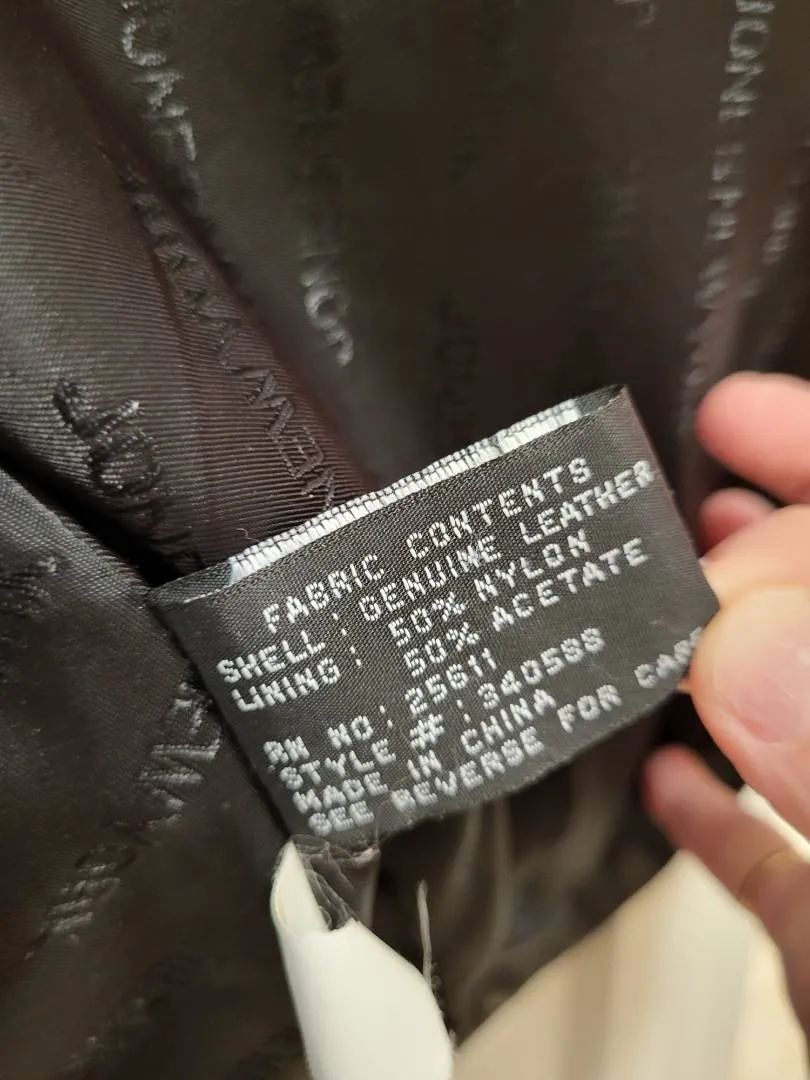 FABRIC CONTENTS
SHELL : GENUINE LEATHER
LINING : 50% NYLON
50% ACETATE
RN NO: 25611
STYLE #: 340588
MADE IN CHINA
SEE REVERSE FOR CARE